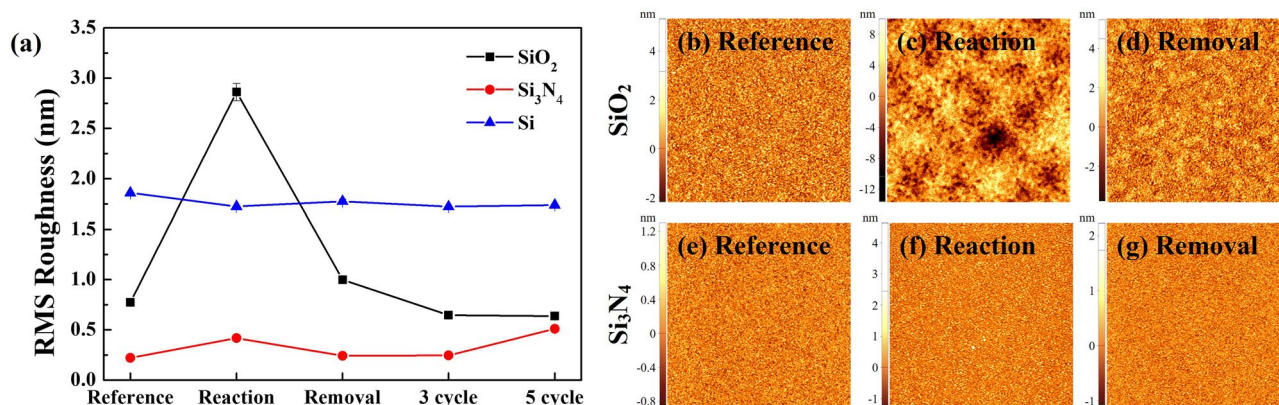 (a)
RMS Roughness (nm)
3.5
3.0
2.5
2.0
1.5
1.0
0.5
0.0
SiO2
Si3N4
Si
Reference
Reaction
Removal
3 cycle
5 cycle
SiO2
nm
4
2
0
-2
(b) Reference
nm
8
4
0
-4
-8
-12
(c) Reaction
nm
4
2
0
-2
(d) Removal
Si3N4
nm
1.2
0.8
0.4
0
-0.4
-0.8
(e) Reference
nm
4
3
2
1
0
-1
(f) Reaction
nm
2
1
0
-1
(g) Removal